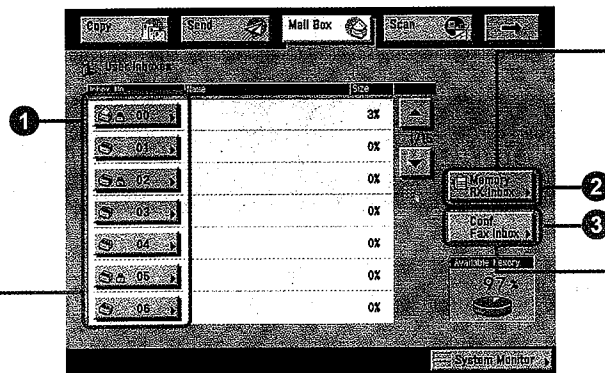 Copy Send Mail Box Scan
User Inboxes
Inbox No. Name Size
1 00 3%
01 0%
02 0%
03 0%
04 0%
05 0%
06 0%
Memory RX Inbox 2
Conf. Fax Inbox 3
Available Memory
97%
System Monitor